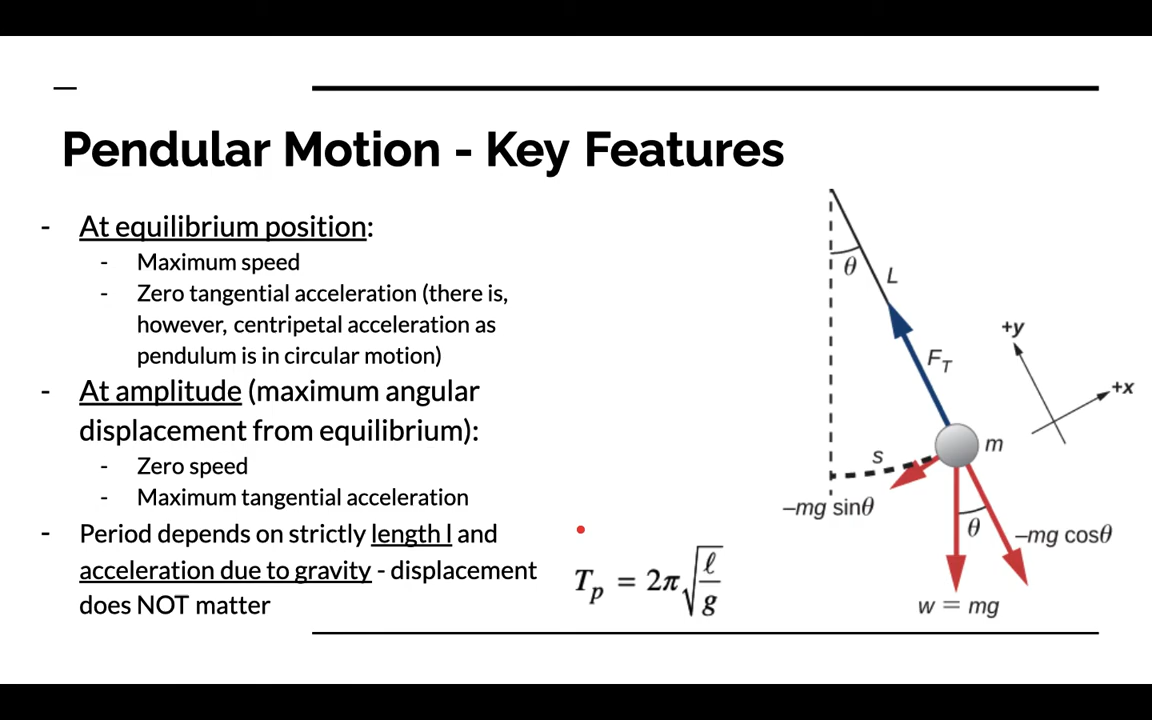 Pendular Motion - Key Features
- At equilibrium position:
- Maximum speed
- Zero tangential acceleration (there is,
however, centripetal acceleration as
pendulum is in circular motion)
- At amplitude (maximum angular
displacement from equilibrium):
- Zero speed
- Maximum tangential acceleration
- Period depends on strictly length l and
acceleration due to gravity - displacement
does NOT matter
T_p = 2π√(ℓ/g)
θ
L
F_T
+y
+x
m
s
–mg sinθ
θ
–mg cosθ
w = mg